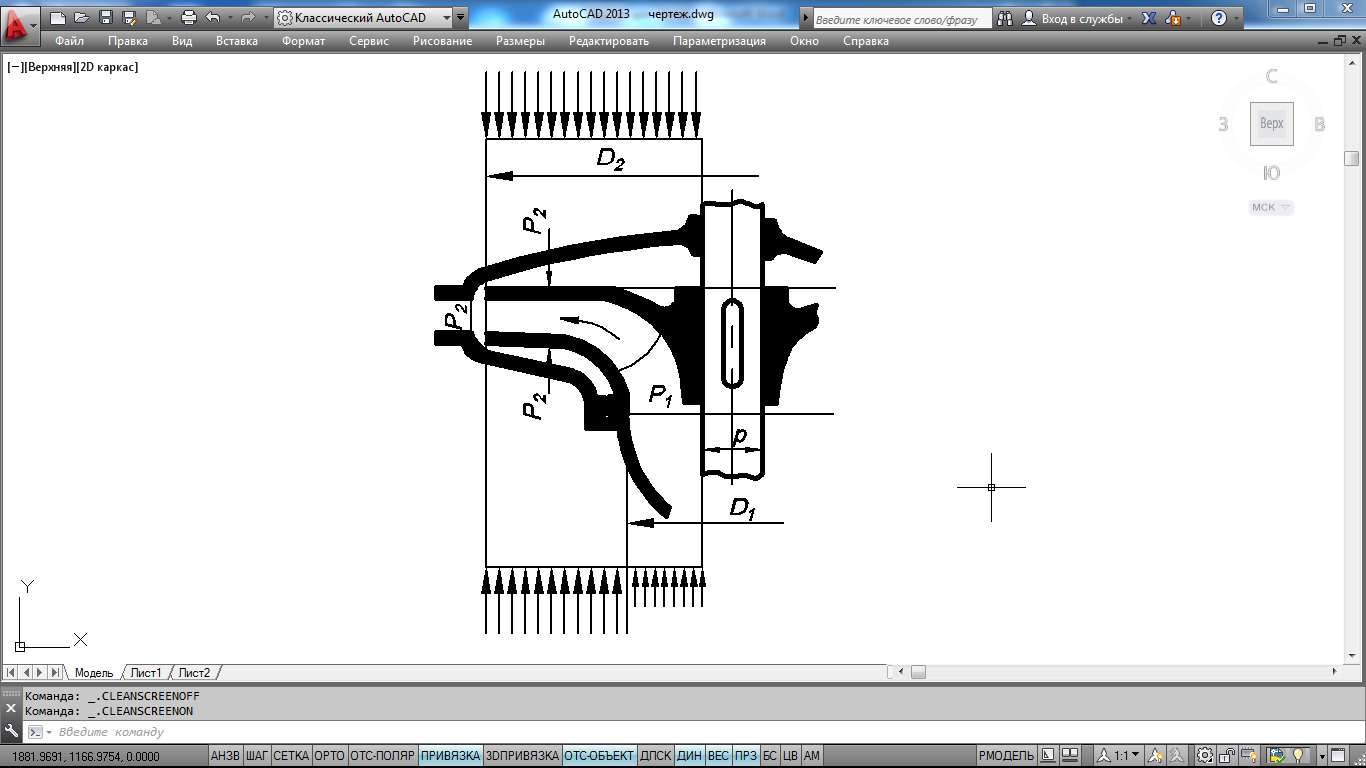 Классический AutoCAD
AutoCAD 2013 чертеж.dwg
Введите ключевое слово/фразу
Вход в службы
Файл Правка Вид Вставка Формат Сервис Рисование Размеры Редактировать Параметризация Окно Справка
[−][Верхняя][2D каркас]
С
З Верх В
Ю
МСК
D2
P2
P2
P2
P1
p
D1
Y
X
Модель Лист1 Лист2
Команда: _.CLEANSCREENOFF
Команда: _.CLEANSCREENON
Введите команду
1881.9691, 1166.9754, 0.0000 АНЗВ ШАГ СЕТКА ОРТО ОТС-ПОЛЯР ПРИВЯЗКА 3DПРИВЯЗКА ОТС-ОБЪЕКТ ДПСК ДИН ВЕС ПРЗ БС ЦВ АМ РМОДЕЛЬ 1:1